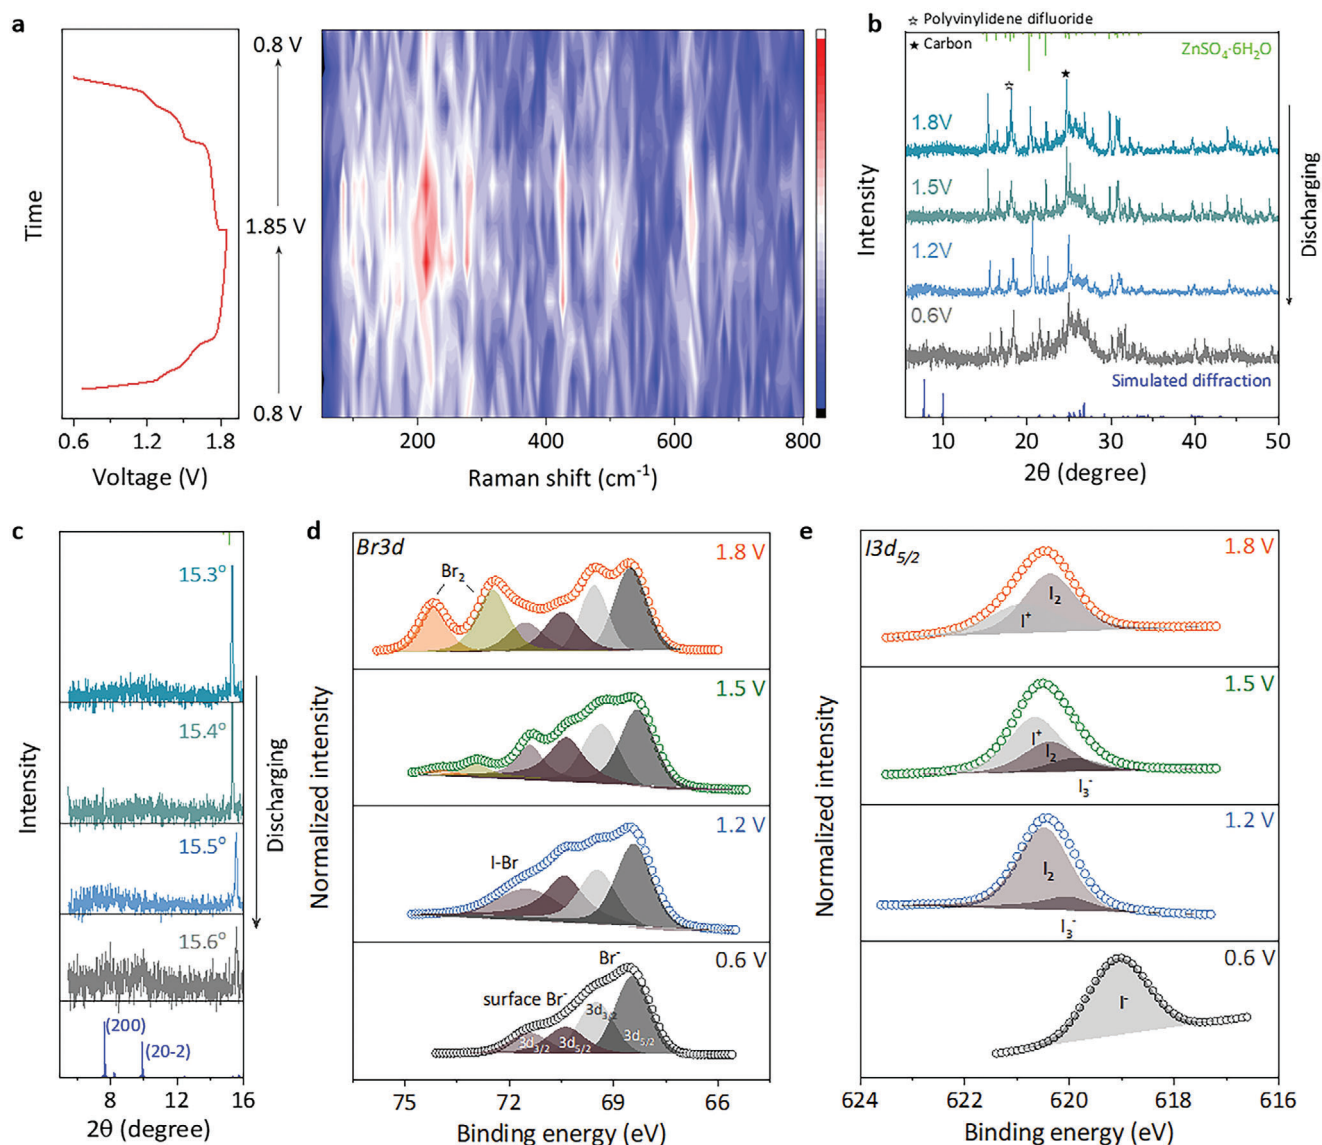 a
0.8 V
1.85 V
0.8 V
Time
0.6
1.2
1.8
Voltage (V)
200
400
600
800
Raman shift (cm⁻¹)
b
☆ Polyvinylidene difluoride
★ Carbon
ZnSO₄·6H₂O
1.8V
1.5V
1.2V
0.6V
Simulated diffraction
Intensity
Discharging
10
20
30
40
50
2θ (degree)
c
15.3°
15.4°
15.5°
15.6°
(200)
(20-2)
Intensity
Discharging
8
12
16
2θ (degree)
d
Br3d
1.8 V
Br₂
1.5 V
1.2 V
I-Br
0.6 V
Br⁻
surface Br⁻
3d₃/₂
3d₅/₂
3d₃/₂
3d₅/₂
Normalized intensity
75
72
69
66
Binding energy (eV)
e
I3d₅/₂
1.8 V
I₂
I⁺
1.5 V
I⁺
I₂
I₃⁻
1.2 V
I₂
I₃⁻
0.6 V
I⁻
Normalized intensity
624
622
620
618
616
Binding energy (eV)